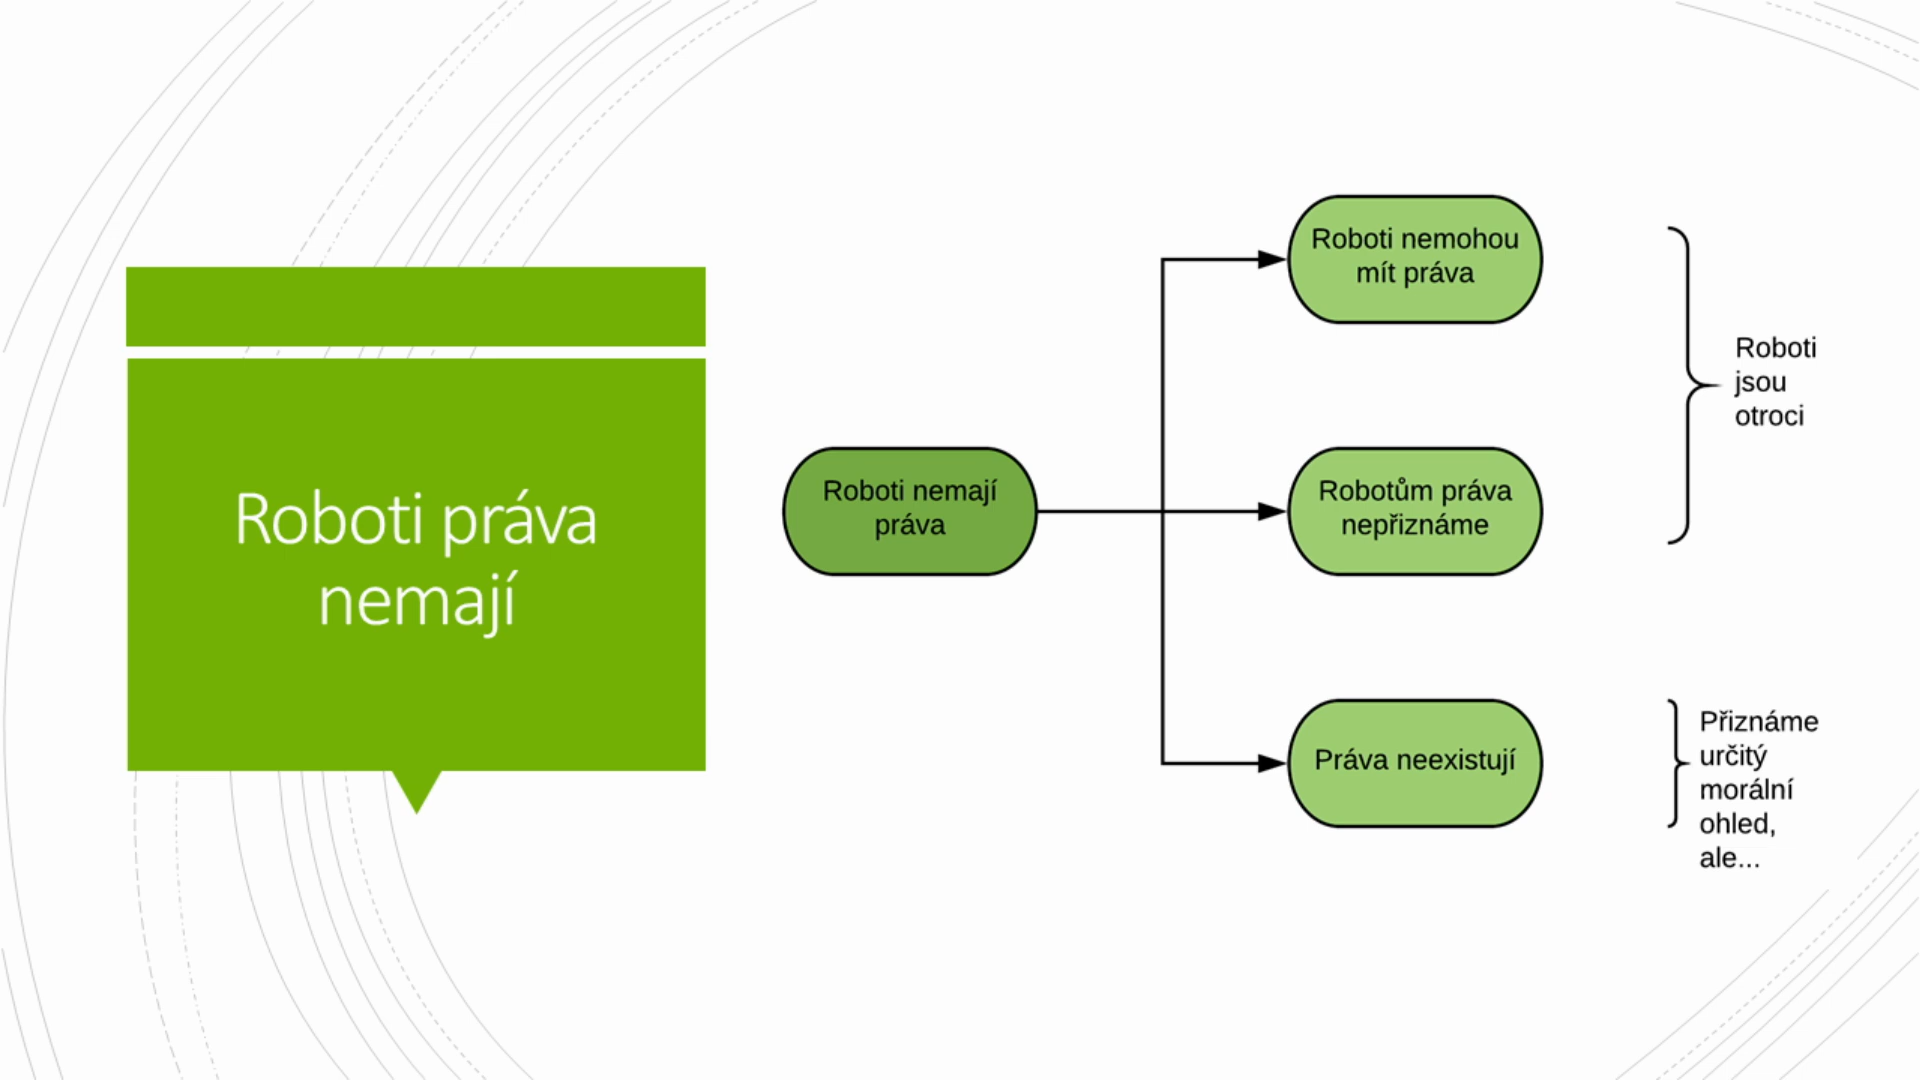 Roboti práva
nemají
Roboti nemají
práva
Roboti nemohou
mít práva
Robotům práva
nepřiznáme
Práva neexistují
Roboti
jsou
otroci
Přiznáme
určitý
morální
ohled,
ale...